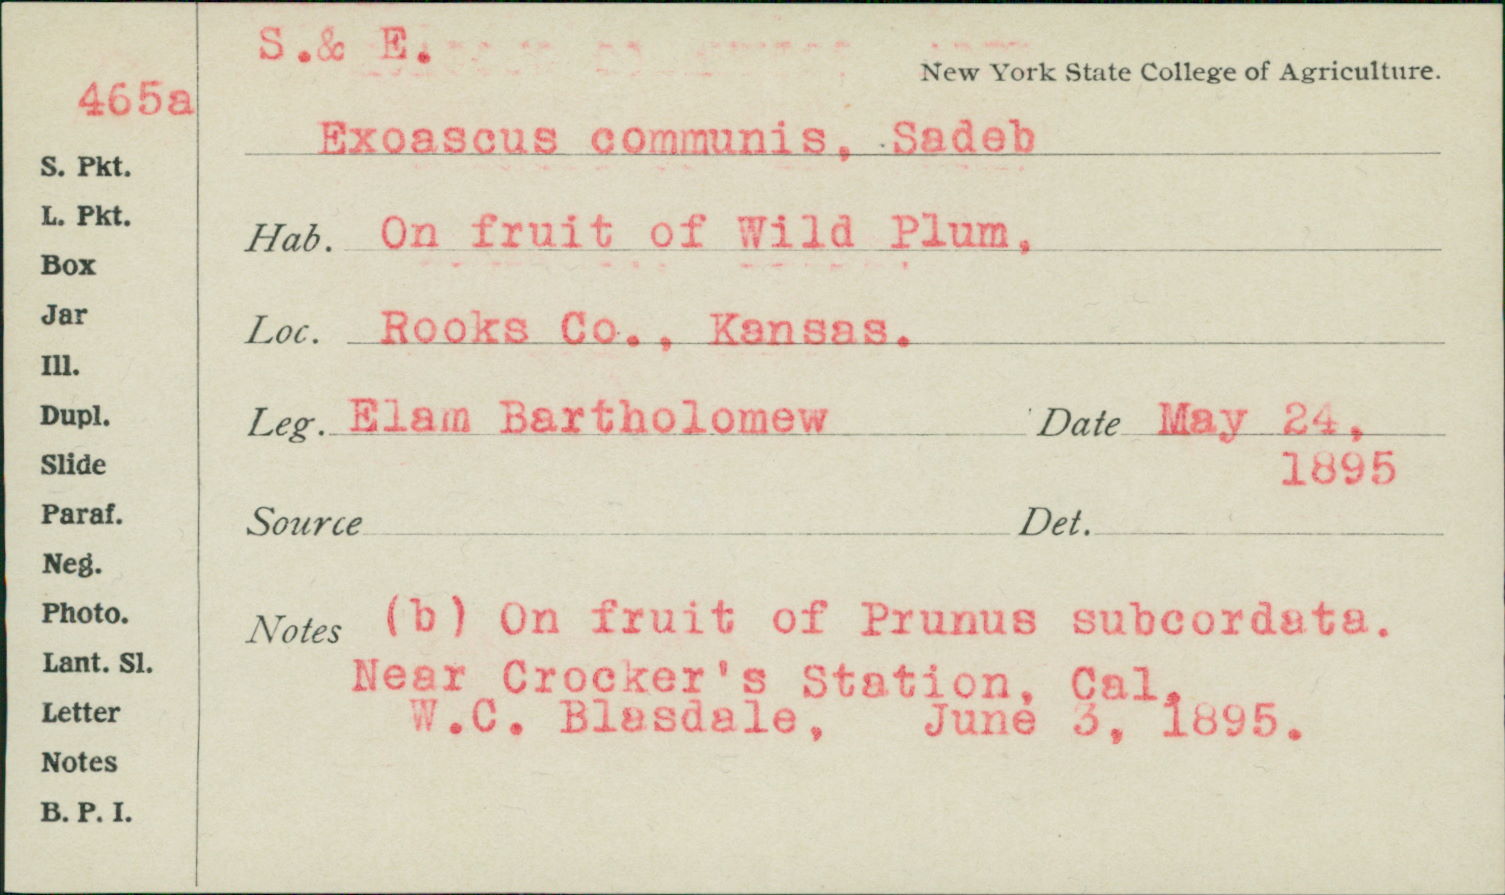 S.& E.
New York State College of Agriculture.
465a
Exoascus communis, Sadeb
S. Pkt.
L. Pkt.
Hab. On fruit of Wild Plum,
Box
Jar
Loc. Rooks Co., Kansas.
Ill.
Dupl.
Leg. Elam Bartholomew Date May 24,
1895
Slide
Paraf.
Source Det.
Neg.
Photo.
Notes (b) On fruit of Prunus subcordata.
Lant. Sl.
Near Crocker's Station, Cal,
Letter
W.C. Blasdale, June 3, 1895.
Notes
B. P. I.